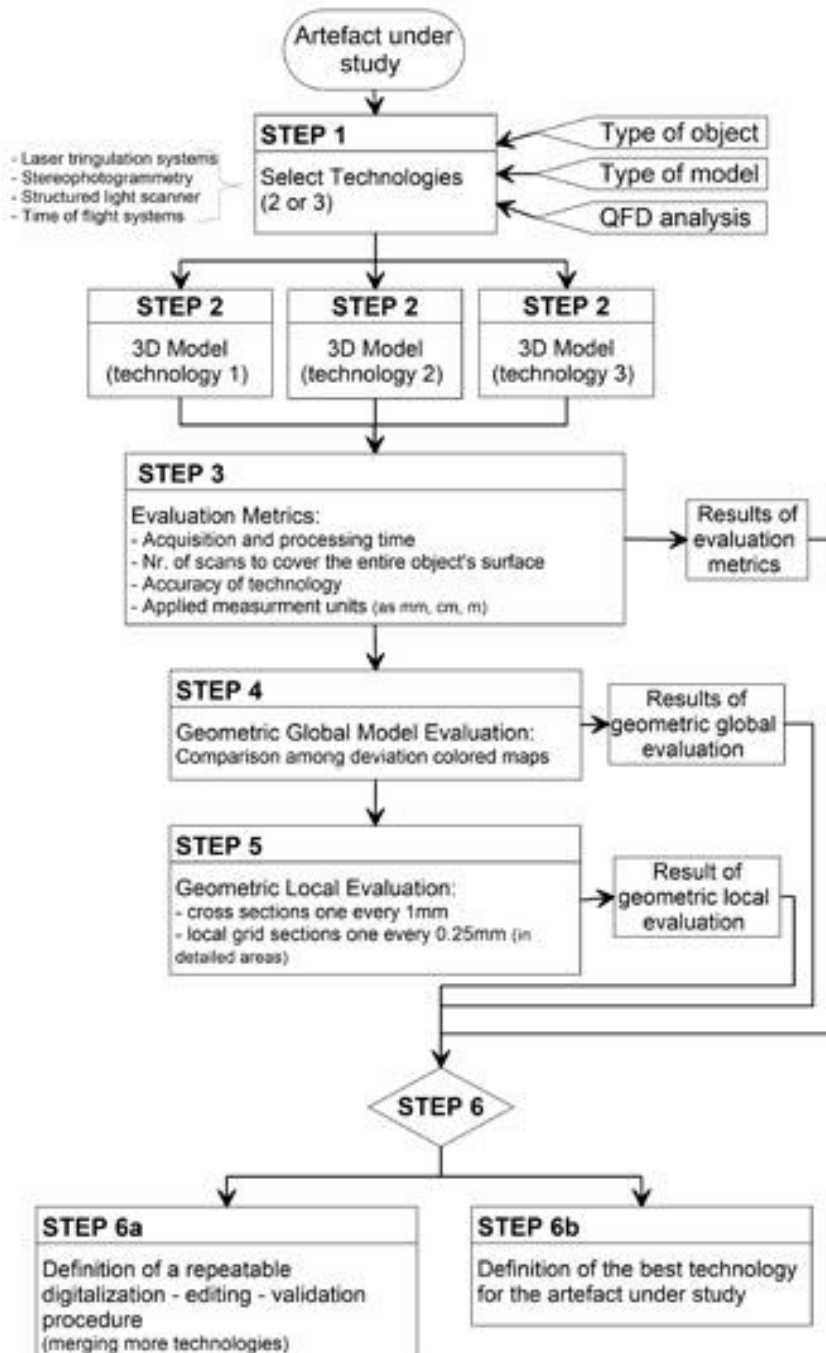 Artefact under
study
STEP 1
Select Technologies
(2 or 3)
- Laser tringulation systems
- Stereophotogrammetry
- Structured light scanner
- Time of flight systems
Type of object
Type of model
QFD analysis
STEP 2
3D Model
(technology 1)
STEP 2
3D Model
(technology 2)
STEP 2
3D Model
(technology 3)
STEP 3
Evaluation Metrics:
- Acquisition and processing time
- Nr. of scans to cover the entire object's surface
- Accuracy of technology
- Applied measurment units (as mm, cm, m)
Results of
evaluation
metrics
STEP 4
Geometric Global Model Evaluation:
Comparison among deviation colored maps
Results of
geometric global
evaluation
STEP 5
Geometric Local Evaluation:
- cross sections one every 1mm
- local grid sections one every 0.25mm (in
detailed areas)
Result of
geometric local
evaluation
STEP 6
STEP 6a
Definition of a repeatable
digitalization - editing - validation
procedure
(merging more technologies)
STEP 6b
Definition of the best technology
for the artefact under study